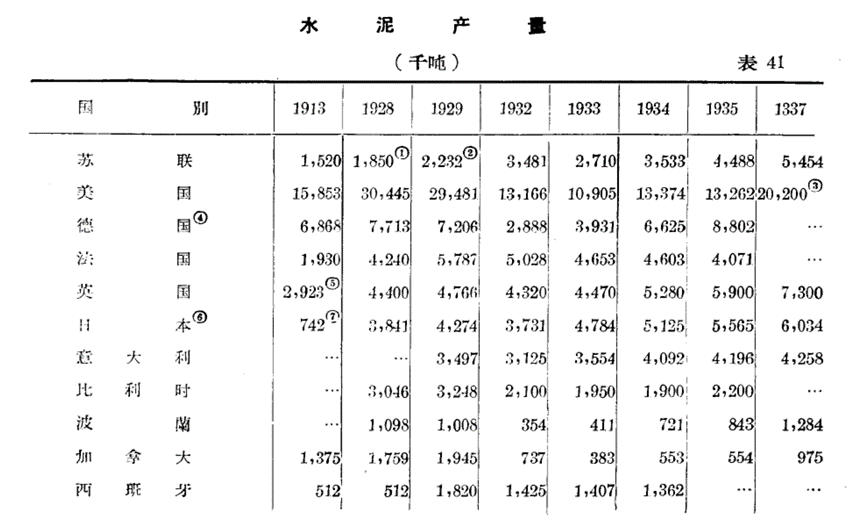 水泥产量
(千吨) 表 41
国别 1913 1928 1929 1932 1933 1934 1935 1337
苏联 1,520 1,850① 2,232② 3,481 2,710 3,533 4,488 5,454
美国 15,853 30,445 29,481 13,166 10,905 13,374 13,262 20,200③
德国④ 6,868 7,713 7,206 2,888 3,931 6,625 8,802 …
法国 1,930 4,240 5,787 5,028 4,653 4,603 4,071 …
英国 2,923⑤ 4,400 4,766 4,320 4,470 5,280 5,900 7,300
日本⑥ 742⑦ 3,841 4,274 3,731 4,784 5,125 5,565 6,034
意大利 … … 3,497 3,125 3,554 4,092 4,196 4,258
比利时 … 3,046 3,248 2,100 1,950 1,900 2,200 …
波蘭 … 1,098 1,008 354 411 721 843 1,284
加拿大 1,375 1,759 1,945 737 383 553 554 975
西班牙 512 512 1,820 1,425 1,407 1,362 … …